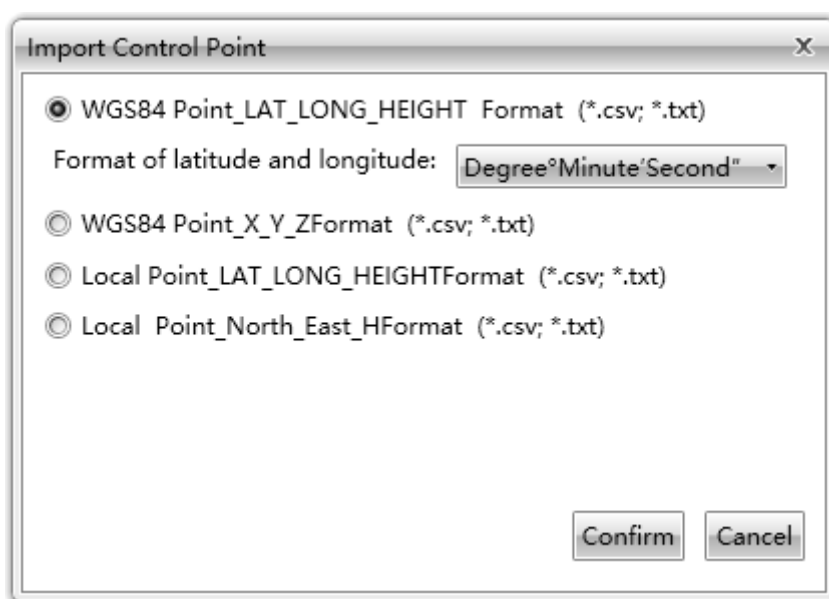 Import Control Point
WGS84 Point_LAT_LONG_HEIGHT Format (*.csv; *.txt)
Format of latitude and longitude: Degree°Minute'Second"
WGS84 Point_X_Y_ZFormat (*.csv; *.txt)
Local Point_LAT_LONG_HEIGHTFormat (*.csv; *.txt)
Local Point_North_East_HFormat (*.csv; *.txt)
Confirm Cancel